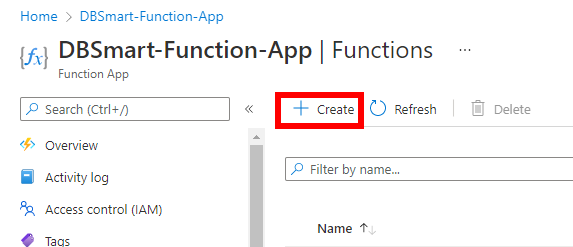 Home > DBSmart-Function-App
{fx} DBSmart-Function-App | Functions ...
Function App
Search (Ctrl+/) « + Create Refresh Delete
Overview
Activity log Filter by name...
Access control (IAM)
Tags Name ↑↓